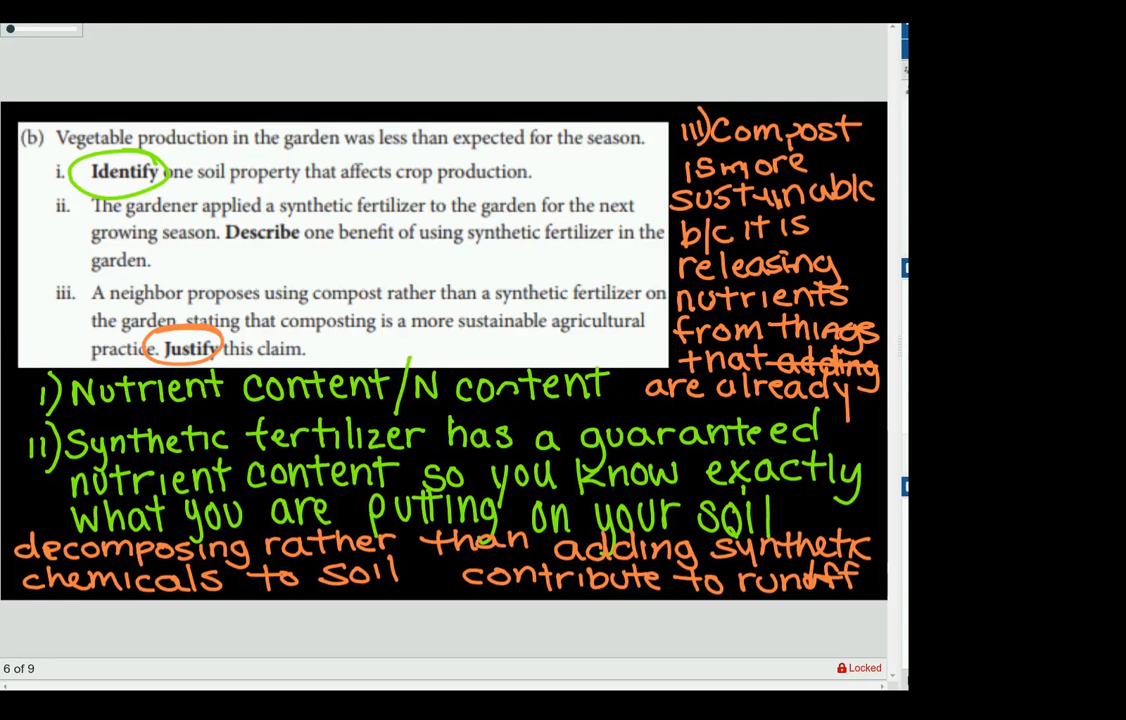 (b) Vegetable production in the garden was less than expected for the season.
i. Identify one soil property that affects crop production.
ii. The gardener applied a synthetic fertilizer to the garden for the next
growing season. Describe one benefit of using synthetic fertilizer in the
garden.
iii. A neighbor proposes using compost rather than a synthetic fertilizer on
the garden, stating that composting is a more sustainable agricultural
practice. Justify this claim.
iii) Compost
is more
sustainable
b/c it is
releasing
nutrients
from things
that adding
are already
i) Nutrient content/N content
ii) Synthetic fertilizer has a guaranteed
nutrient content so you know exactly
what you are putting on your soil
decomposing rather than adding synthetic
chemicals to soil contribute to runoff
6 of 9
Locked